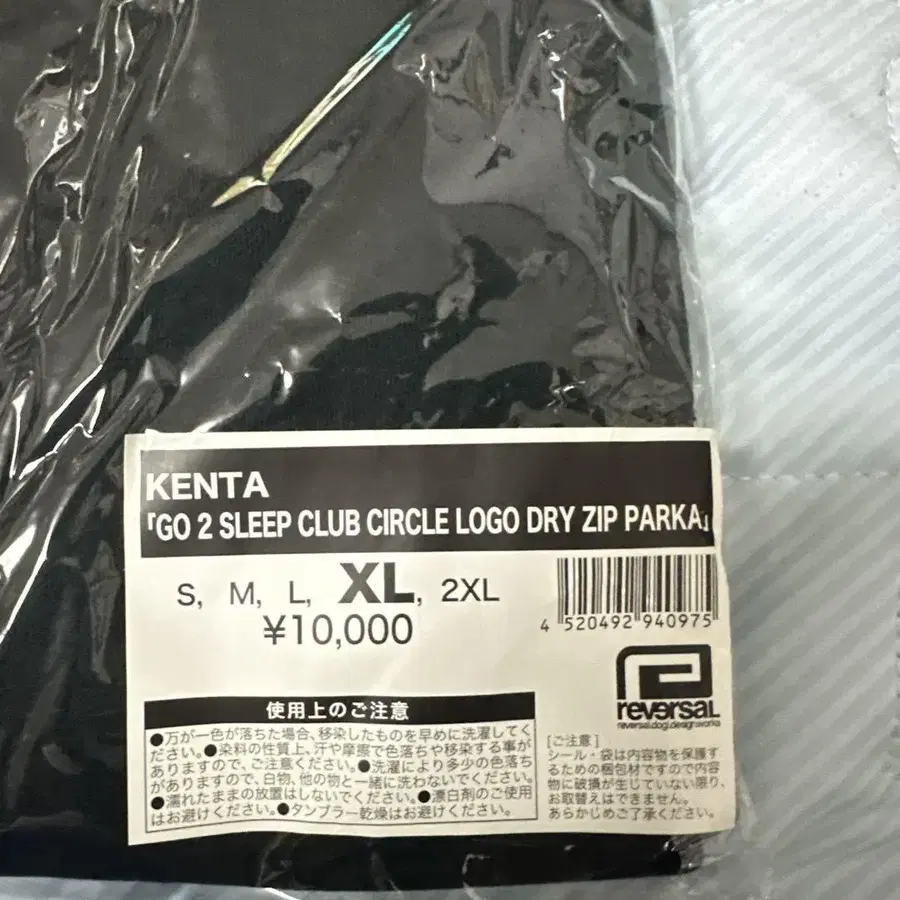 KENTA
「GO 2 SLEEP CLUB CIRCLE LOGO DRY ZIP PARKA」
S, M, L, XL, 2XL
¥10,000
4 520492 940975
reversal
reversal.dogi.designworks
使用上のご注意
●万が一色が落ちた場合、移染したものを早めに洗濯してく
ださい。●染料の性質上、汗や摩擦で色落ちや移染する事が
ありますので、ご注意ください。●洗濯により多少の色落ち
がありますので、白物、他の物と一緒に洗わないでください。
●濡れたままの放置はしないでください。●漂白剤のご使用
はお避けください。●タンブラー乾燥はお避けください。
[ご注意]
シール・袋は内容物を保護す
るための梱包材ですので内容
物に破損が生じていない限り、
お取替えはできません。
あらかじめご了承ください。